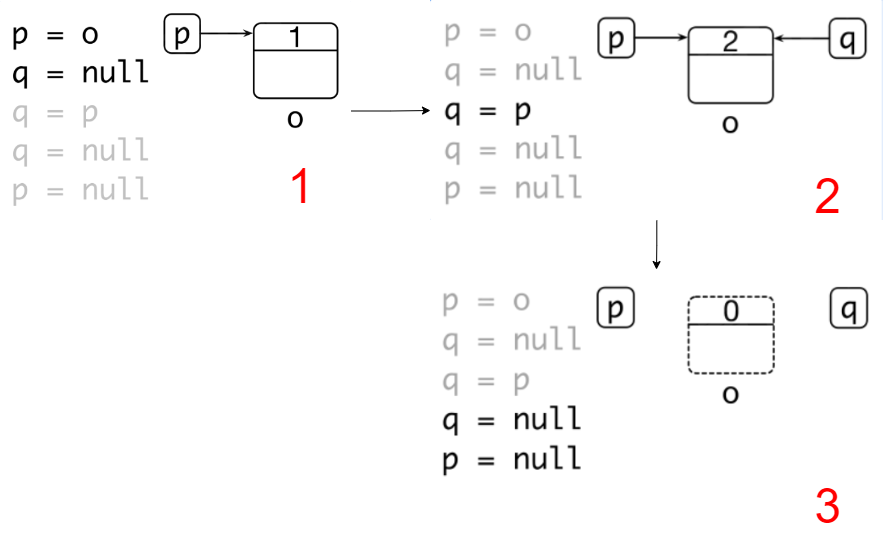 p = o
q = null
q = p
q = null
p = null
p
1
o
1
p = o
q = null
q = p
q = null
p = null
p
2
q
o
2
p = o
q = null
q = p
q = null
p = null
p
0
q
o
3